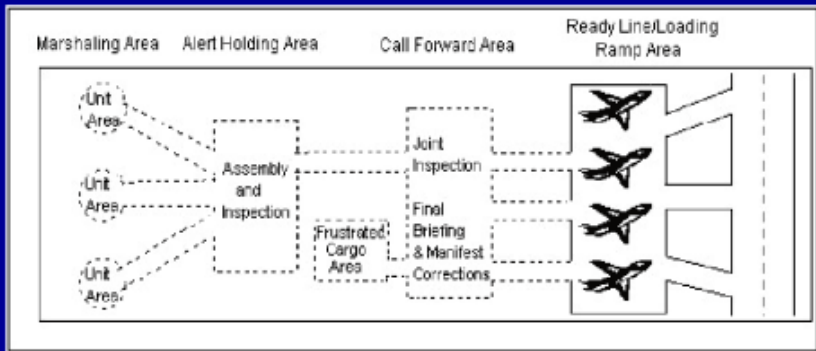 Marshaling Area
Alert Holding Area
Call Forward Area
Ready Line/Loading
Ramp Area
Unit
Area
Unit
Area
Unit
Area
Assembly
and
Inspection
Frustrated
Cargo
Area
Joint
Inspection
Final
Briefing
& Manifest
Corrections